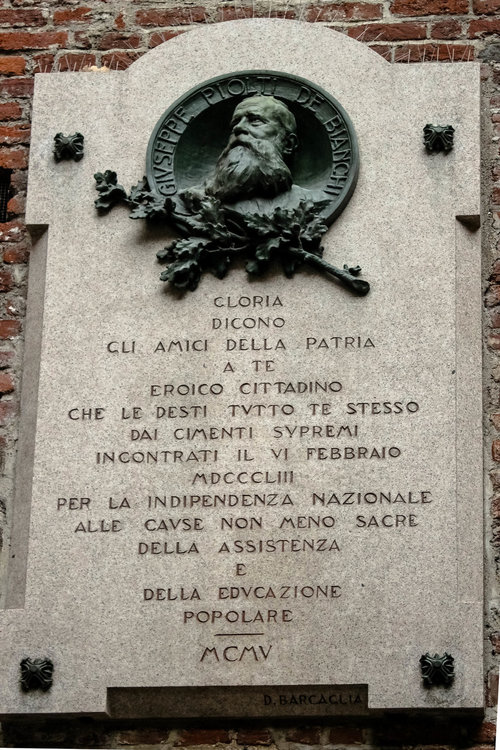 GIVSEPPE PIOLTI DE BIANCHI
GLORIA
DICONO
GLI AMICI DELLA PATRIA
A TE
EROICO CITTADINO
CHE LE DESTI TVTTO TE STESSO
DAI CIMENTI SVPREMI
INCONTRATI IL VI FEBBRAIO
MDCCCLIII
PER LA INDIPENDENZA NAZIONALE
ALLE CAVSE NON MENO SACRE
DELLA ASSISTENZA
E
DELLA EDVCAZIONE
POPOLARE
MCMV
D. BARCAGLIA